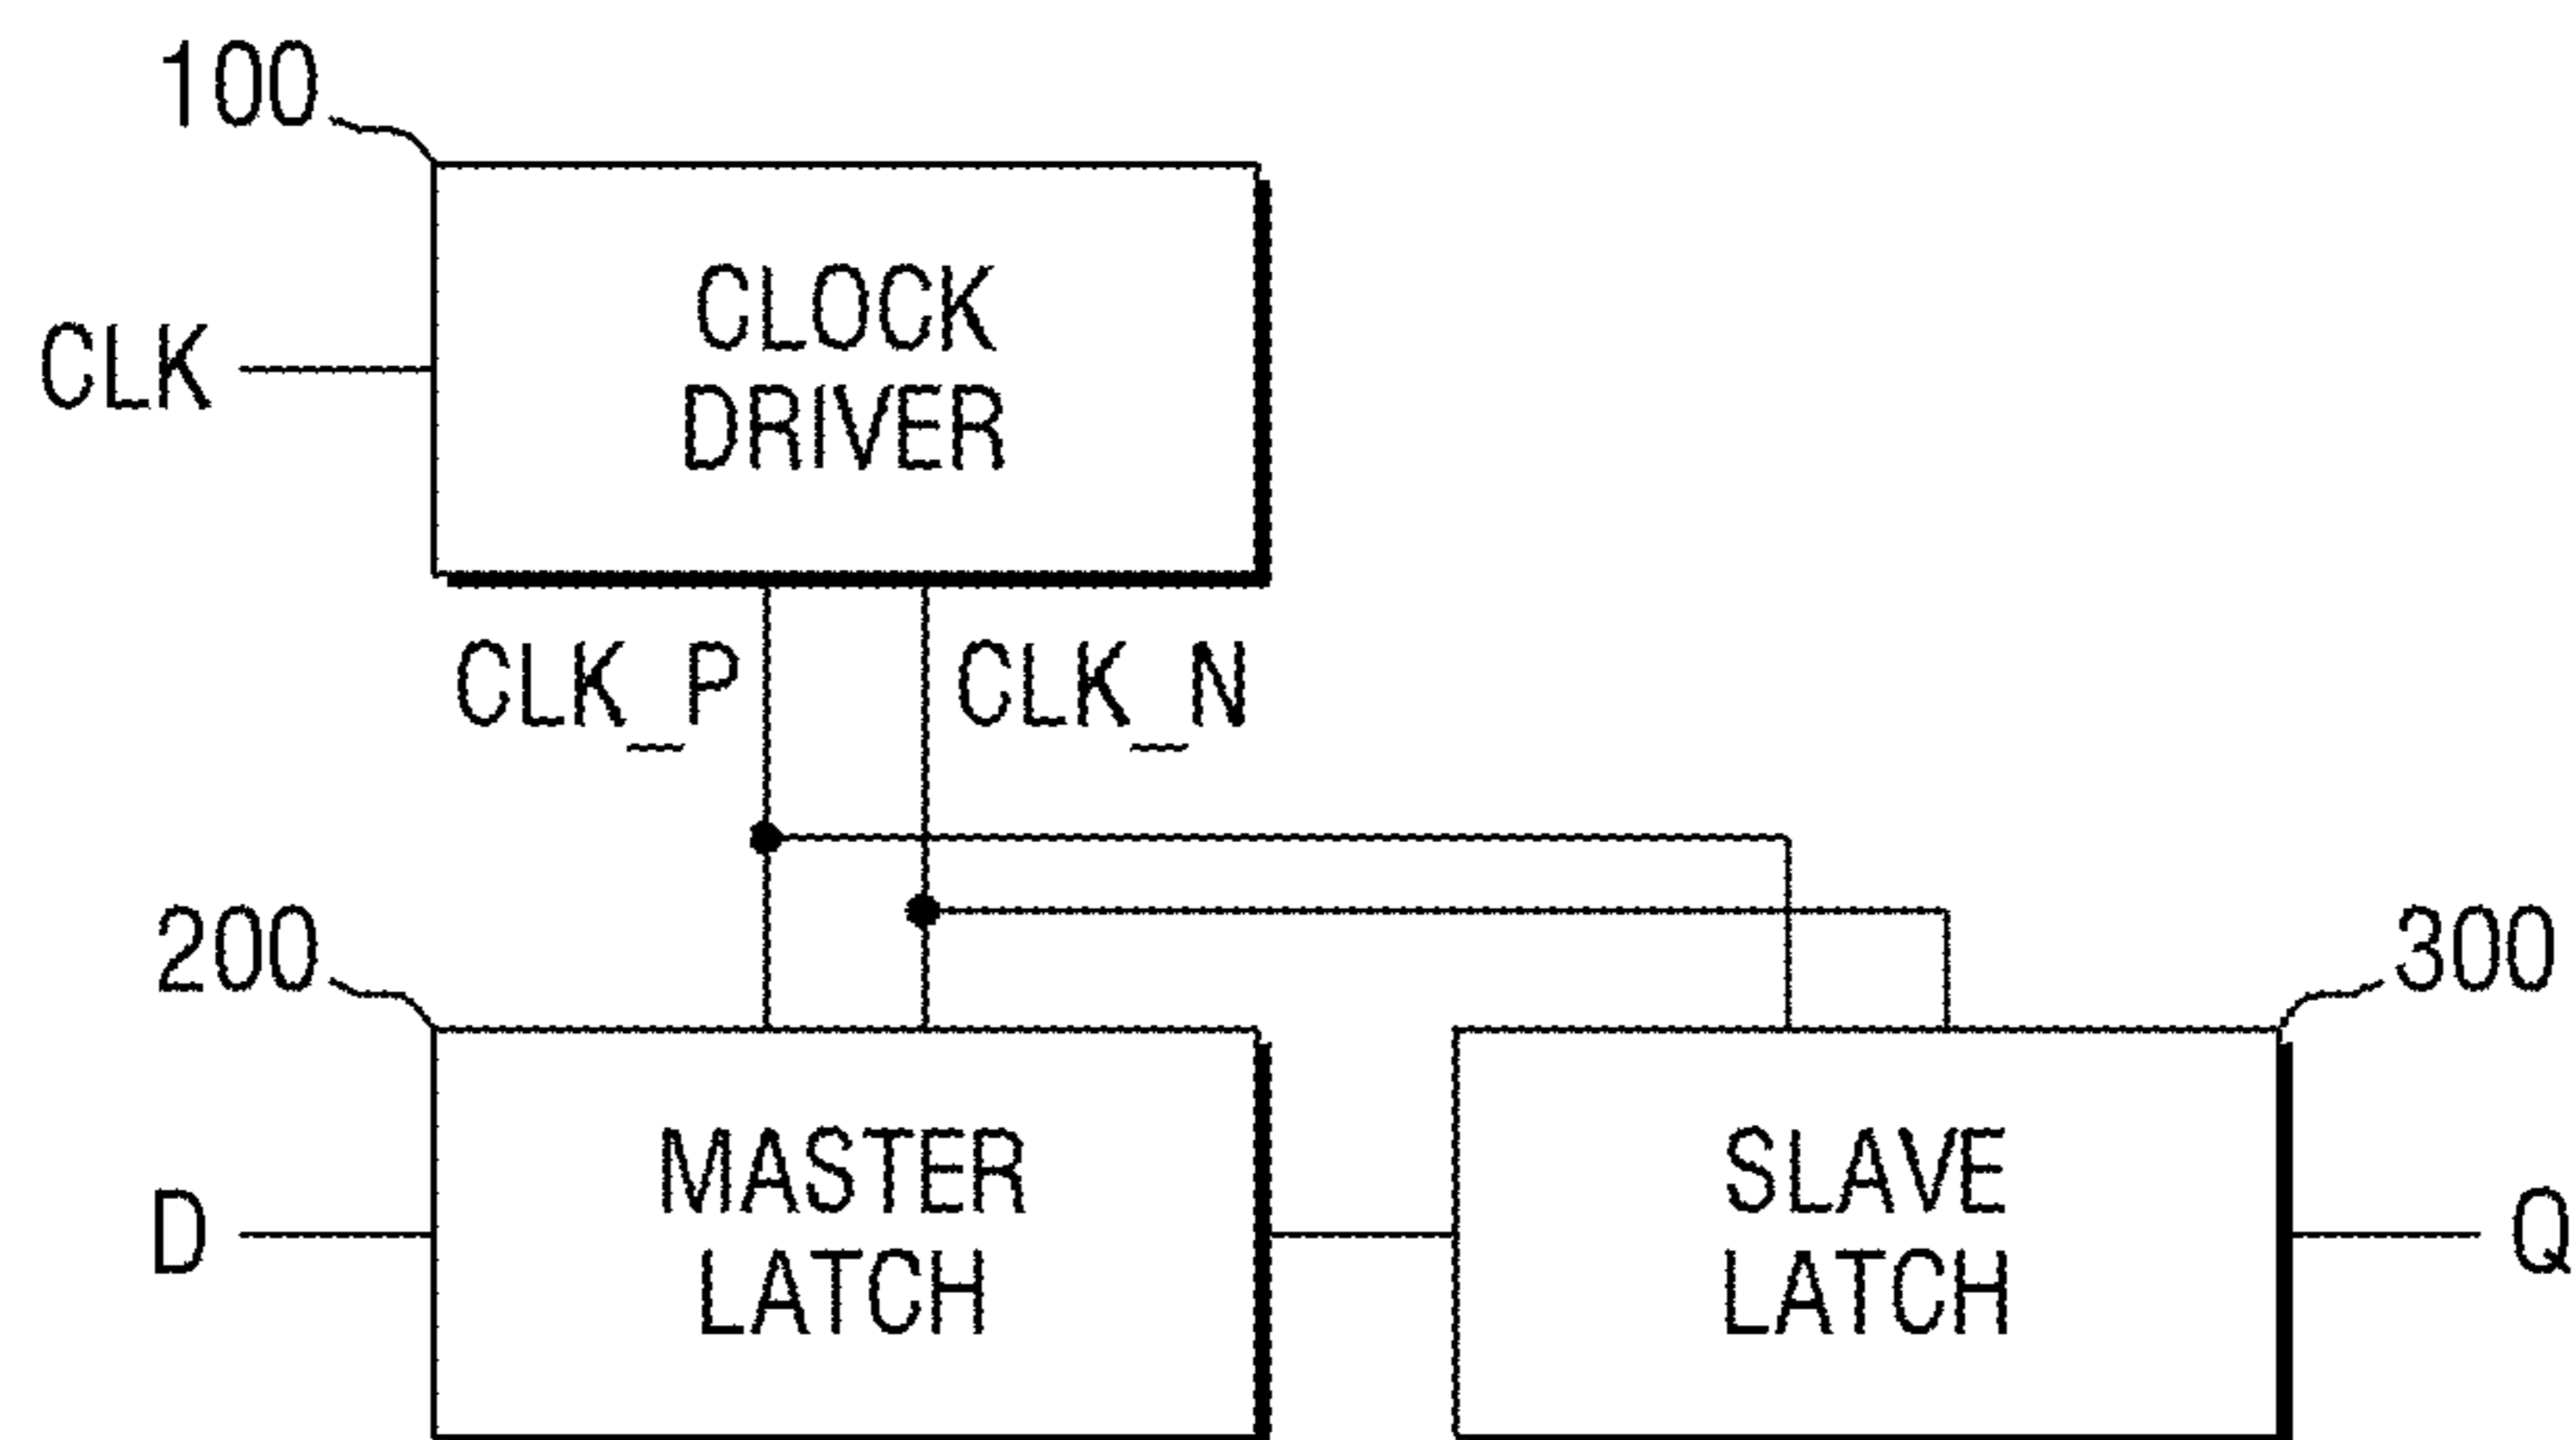 100
CLK
CLOCK
DRIVER
CLK_P
CLK_N
200
300
D
MASTER
LATCH
SLAVE
LATCH
Q